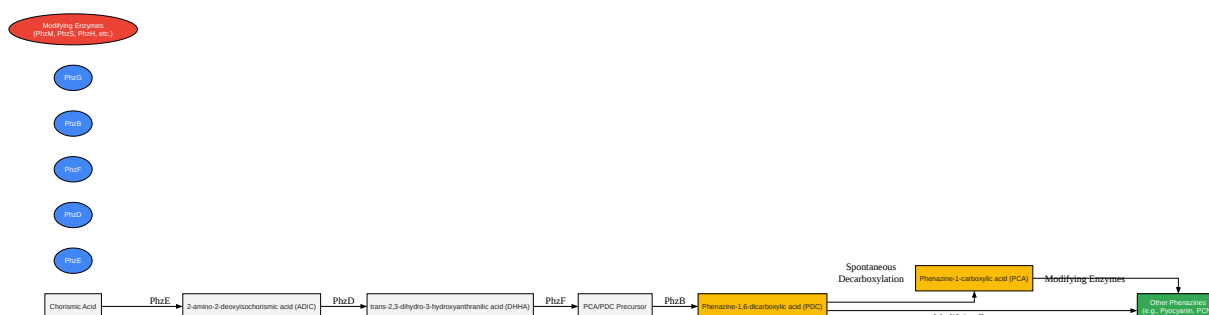 Modifying Enzymes
(PhzM, PhzS, PhzH, etc.)
PhzG
PhzB
PhzF
PhzD
PhzE
Spontaneous
Decarboxylation
Phenazine-1-carboxylic acid (PCA)
Modifying Enzymes
Chorismic Acid
PhzE
2-amino-2-deoxyisochorismic acid (ADIC)
PhzD
trans-2,3-dihydro-3-hydroxyanthranilic acid (DHHA)
PhzF
PCA/PDC Precursor
PhzB
Phenazine-1,6-dicarboxylic acid (PDC)
Other Phenazines
(e.g., Pyocyanin, PCN